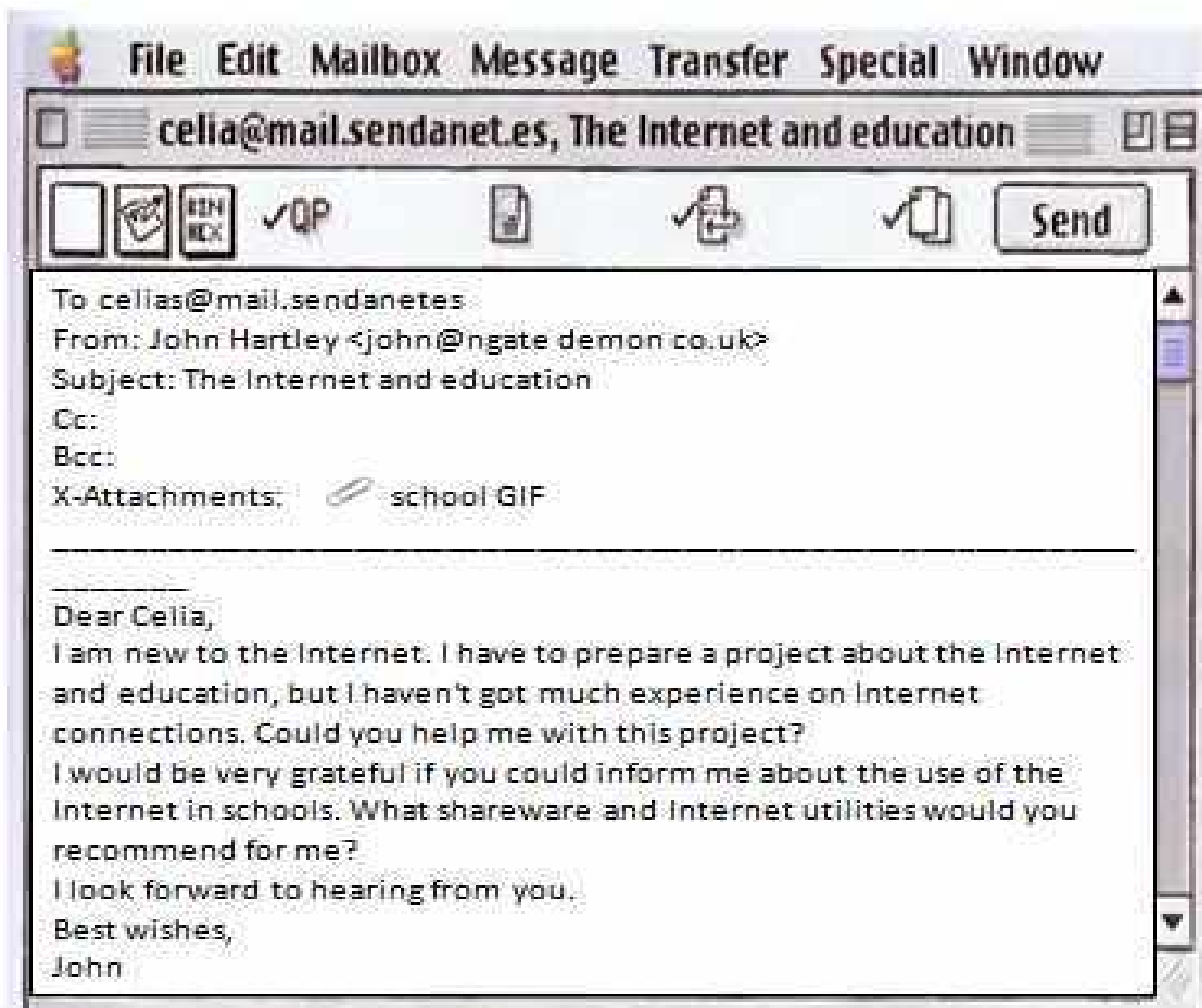 File Edit Mailbox Message Transfer Special Window
celia@mail.sendanet.es, The Internet and education
BIN HEX QP Send
To celias@mail.sendanetes
From: John Hartley <john@ngate demon co.uk>
Subject: The Internet and education
Cc:
Bcc:
X-Attachments: school GIF
Dear Celia,
I am new to the Internet. I have to prepare a project about the Internet
and education, but I haven't got much experience on Internet
connections. Could you help me with this project?
I would be very grateful if you could inform me about the use of the
Internet in schools. What shareware and Internet utilities would you
recommend for me?
I look forward to hearing from you.
Best wishes,
John